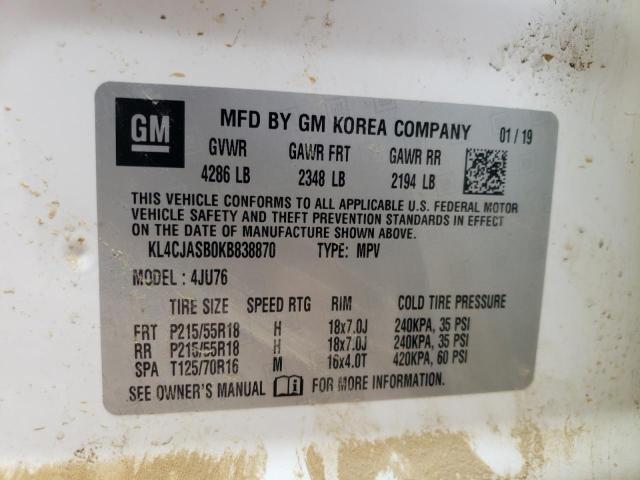 GM
MFD BY GM KOREA COMPANY 01/19
GVWR GAWR FRT GAWR RR
4286 LB 2348 LB 2194 LB
THIS VEHICLE CONFORMS TO ALL APPLICABLE U.S. FEDERAL MOTOR
VEHICLE SAFETY AND THEFT PREVENTION STANDARDS IN EFFECT
ON THE DATE OF MANUFACTURE SHOWN ABOVE.
KL4CJASB0KB838870 TYPE: MPV
MODEL: 4JU76
TIRE SIZE SPEED RTG RIM COLD TIRE PRESSURE
FRT P215/55R18 H 18x7.0J 240KPA, 35 PSI
RR P215/55R18 H 18x7.0J 240KPA, 35 PSI
SPA T125/70R16 M 16x4.0T 420KPA, 60 PSI
SEE OWNER'S MANUAL FOR MORE INFORMATION.